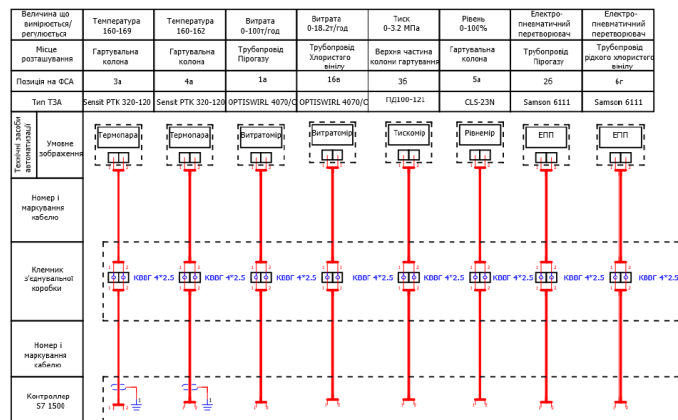 Величина що вимірюється/ регулюється
Температура 160-169
Температура 160-162
Витрата 0-100т/год
Витрата 0-18.2т/год
Тиск 0-3.2 МПа
Рівень 0-100%
Електро-пневматичний перетворювач
Електро-пневматичний перетворювач
Місце розташування
Гартувальна колона
Гартувальна колона
Трубопровід Пірогазу
Трубопровід Хлористого вінілу
Верхня частина колони гартування
Гартувальна колона
Трубопровід Пірогазу
Трубопровід рідкого хлористого вінілу
Позиція на ФСА
3а
4а
1а
16в
3б
5а
2б
6г
Тип ТЗА
Sensit PTK 320-120
Sensit PTK 320-120
OPTISWIRL 4070/C
OPTISWIRL 4070/C
ПД100-121
CLS-23N
Samson 6111
Samson 6111
Технічні засоби автоматизації
Умовне зображення
Термопара
Термопара
Витратомір
Витратомір
Тискомір
Рівнемір
ЕПП
ЕПП
Номер і маркування кабелю
Клемник з'єднувальної коробки
КВВГ 4*2.5
КВВГ 4*2.5
КВВГ 4*2.5
КВВГ 4*2.5
КВВГ 4*2.5
КВВГ 4*2.5
КВВГ 4*2.5
КВВГ 4*2.5
Номер і маркування кабелю
Контроллер S7 1500